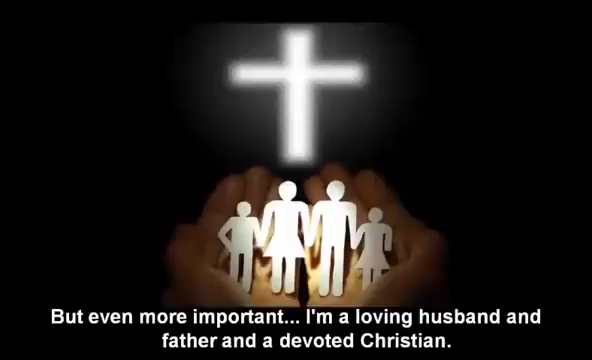 But even more important... I'm a loving husband and
father and a devoted Christian.